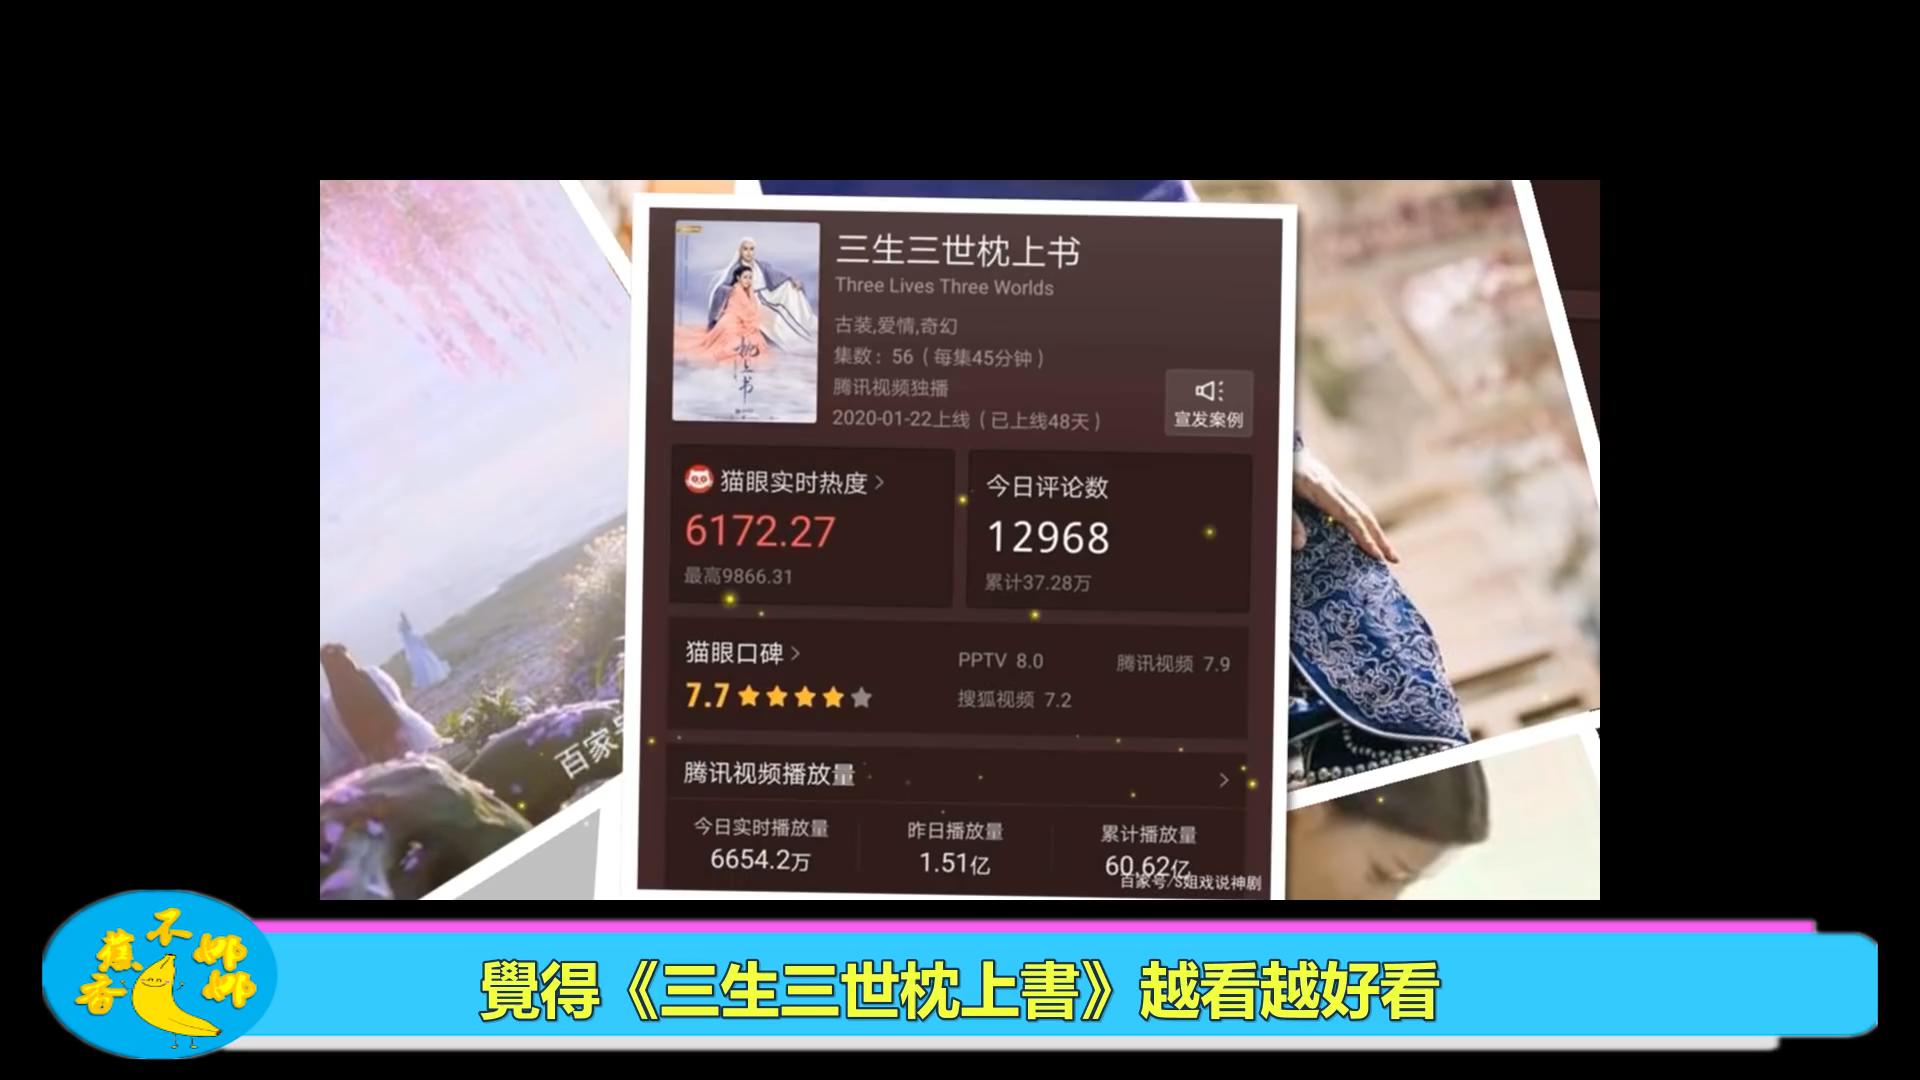 三生三世枕上书
Three Lives Three Worlds
古装,爱情,奇幻
集数：56（每集45分钟）
腾讯视频独播
2020-01-22上线（已上线48天）
宣发案例
枕上书
猫眼实时热度
6172.27
最高9866.31
今日评论数
12968
累计37.28万
猫眼口碑
7.7
PPTV 8.0
腾讯视频 7.9
搜狐视频 7.2
腾讯视频播放量
今日实时播放量
6654.2万
昨日播放量
1.51亿
累计播放量
60.62亿
百家号/S姐戏说神剧
百家号
香蕉不娜娜
覺得《三生三世枕上書》越看越好看